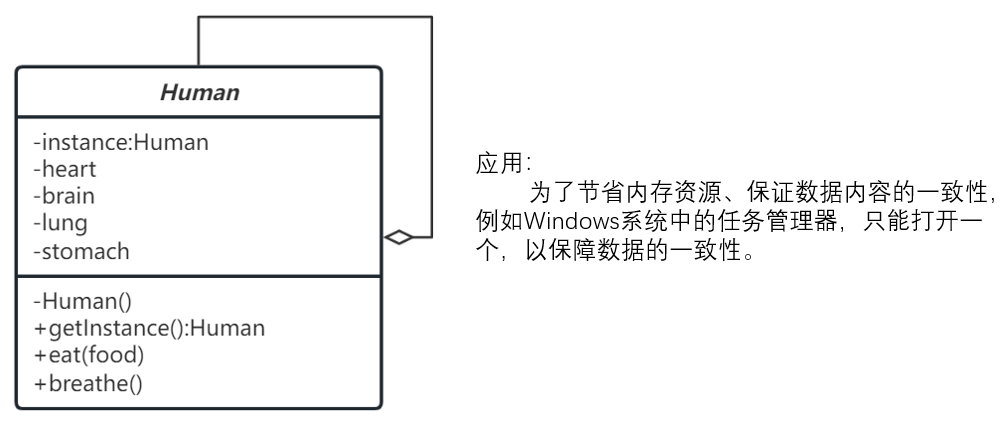 Human
-instance:Human
-heart
-brain
-lung
-stomach
-Human()
+getInstance():Human
+eat(food)
+breathe()
应用：
为了节省内存资源、保证数据内容的一致性，
例如Windows系统中的任务管理器，只能打开一
个，以保障数据的一致性。